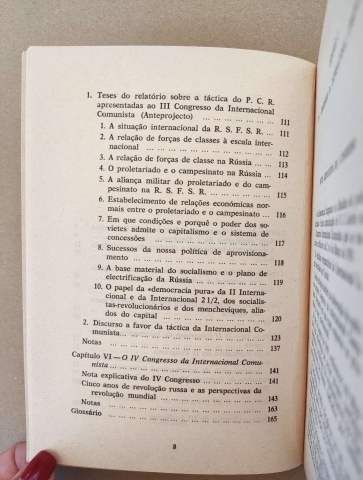 1. Teses do relatório sobre a táctica do P. C. R.
apresentadas ao III Congresso da Internacional
Comunista (Anteprojecto) ... ... ... ... ... 111
1. A situação internacional da R. S. F. S. R. ... 111
2. A relação de forças de classes à escala inter-
nacional ... ... ... ... ... ... ... ... 112
3. A relação de forças de classe na Rússia ... ... 113
4. O proletariado e o campesinato na Rússia ... 114
5. A aliança militar do proletariado e do cam-
pesinato na R. S. F. S. R. ... ... ... ... ... 115
6. Estabelecimento de relações económicas nor-
mais entre o proletariado e o campesinato ... 116
7. Em que condições e porquê o poder dos so-
vietes admite o capitalismo e o sistema de
concessões ... ... ... ... ... ... ... 117
8. Sucessos da nossa política de aprovisiona-
mento ... ... ... ... ... ... ... ... 118
9. A base material do socialismo e o plano de
electrificação da Rússia ... ... ... ... ... 119
10. O papel da «democracia pura» da II Interna-
cional e da Internacional 2 1/2, dos socialis-
tas-revolucionários e dos mencheviques, alia-
dos do capital ... ... ... ... ... ... ... 120
2. Discurso a favor da táctica da Internacional Co-
munista... ... ... ... ... ... ... ... 123
Notas ... ... ... ... ... ... ... ... 137
Capítulo VI — O IV Congresso da Internacional Comu-
nista ... ... ... ... ... ... ... ... 141
Nota explicativa do IV Congresso ... ... ... ... 141
Cinco anos de revolução russa e as perspectivas da
revolução mundial ... ... ... ... ... ... 143
Notas ... ... ... ... ... ... ... ... 163
Glossário ... ... ... ... ... ... ... ... 165
8